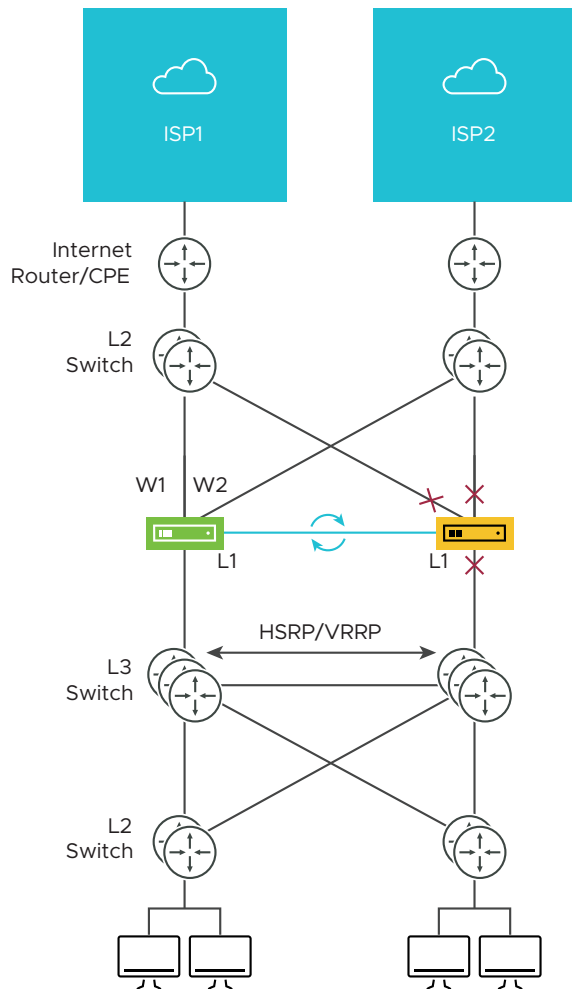 ISP1
ISP2
Internet
Router/CPE
L2
Switch
W1
W2
L1
L1
HSRP/VRRP
L3
Switch
L2
Switch